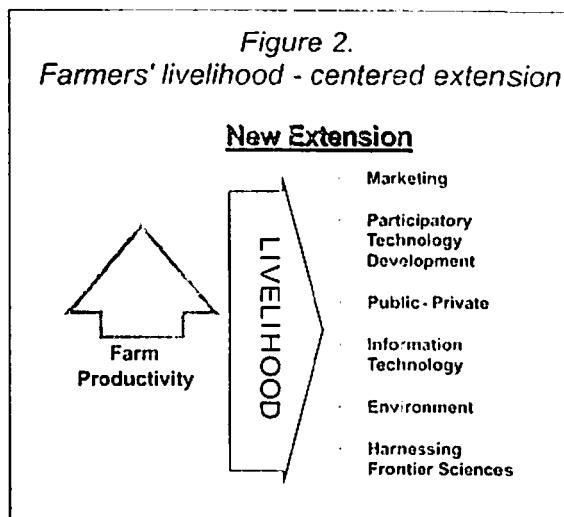 Figure 2.
Farmers' livelihood - centered extension
New Extension
Farm
Productivity
LIVELIHOOD
Marketing
Participatory
Technology
Development
Public - Private
Information
Technology
Environment
Harnessing
Frontier Sciences